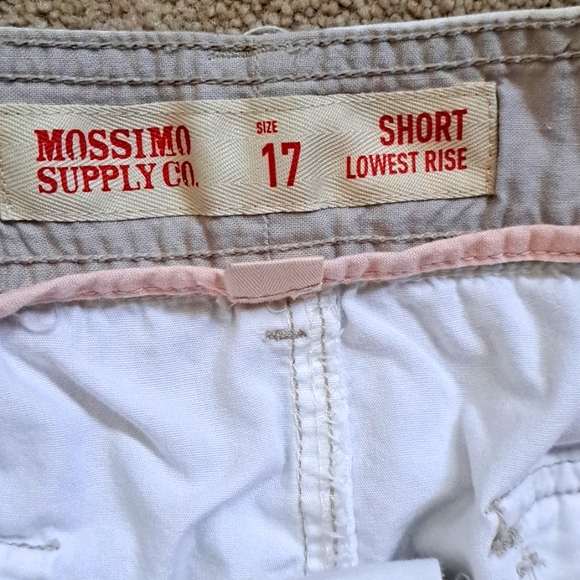 MOSSIMO
SUPPLY CO.
SIZE
17
SHORT
LOWEST RISE